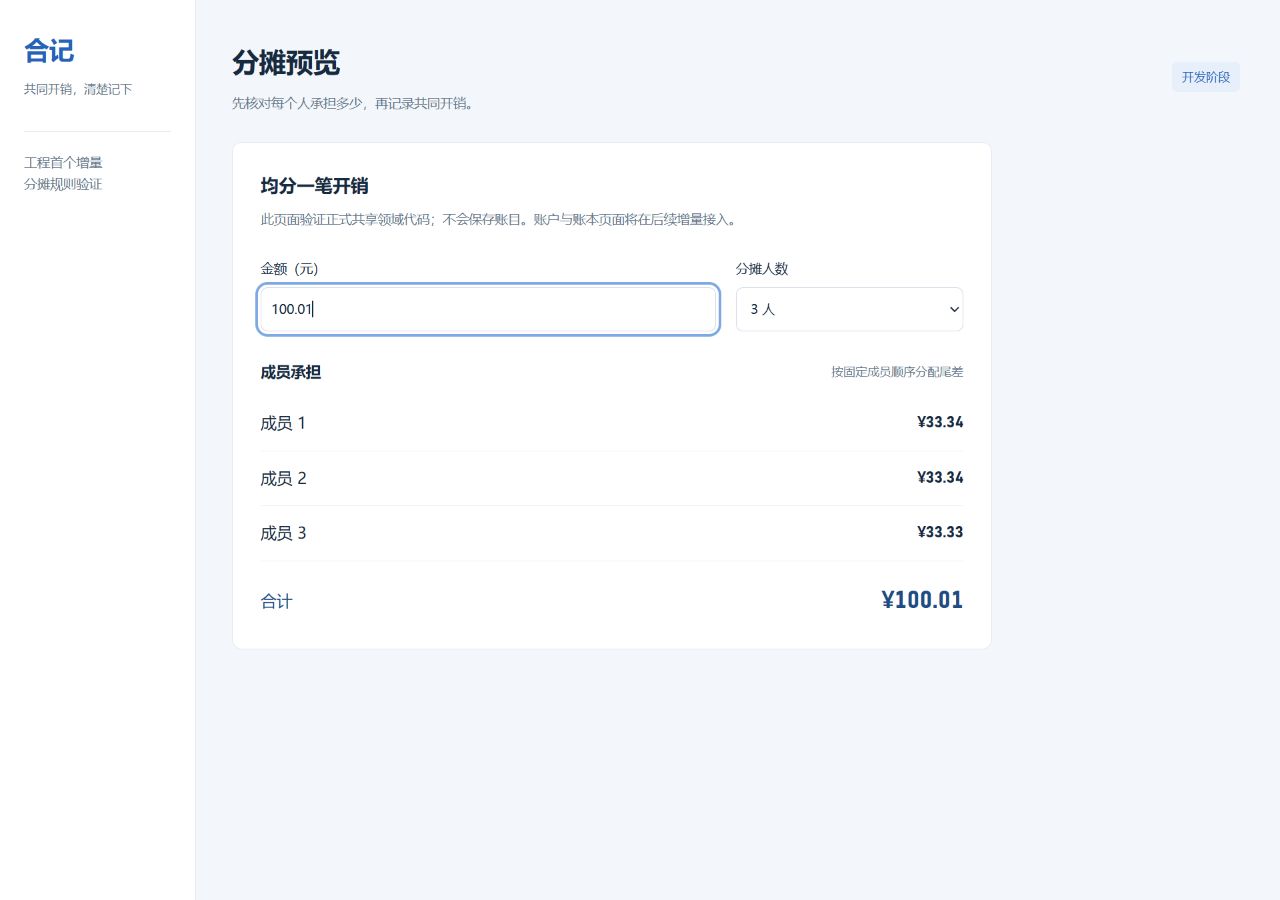 合记
共同开销，清楚记下
工程首个增量
分摊规则验证
分摊预览
先核对每个人承担多少，再记录共同开销。
开发阶段
均分一笔开销
此页面验证正式共享领域代码；不会保存账目。账户与账本页面将在后续增量接入。
金额（元）
分摊人数
100.01
3 人
成员承担
按固定成员顺序分配尾差
成员 1
¥33.34
成员 2
¥33.34
成员 3
¥33.33
合计
¥100.01